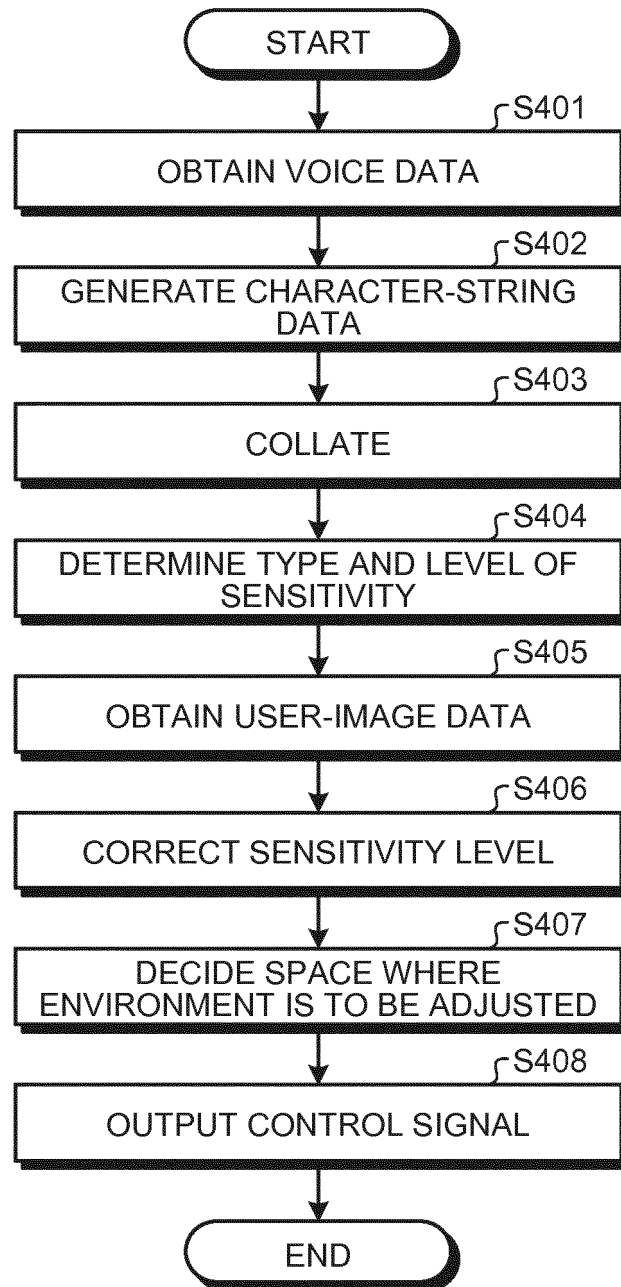 START
S401
OBTAIN VOICE DATA
S402
GENERATE CHARACTER-STRING
DATA
S403
COLLATE
S404
DETERMINE TYPE AND LEVEL OF
SENSITIVITY
S405
OBTAIN USER-IMAGE DATA
S406
CORRECT SENSITIVITY LEVEL
S407
DECIDE SPACE WHERE
ENVIRONMENT IS TO BE ADJUSTED
S408
OUTPUT CONTROL SIGNAL
END